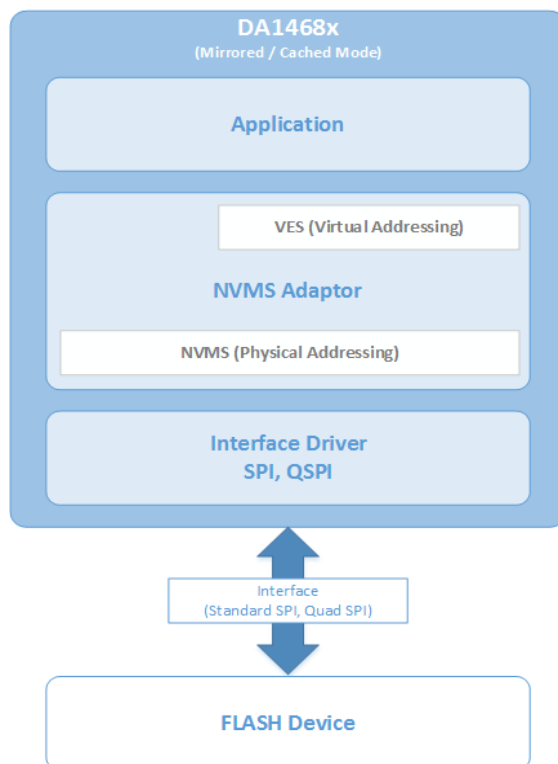 DA1468x
(Mirrored / Cached Mode)
Application
VES (Virtual Addressing)
NVMS Adaptor
NVMS (Physical Addressing)
Interface Driver
SPI, QSPI
Interface
(Standard SPI, Quad SPI)
FLASH Device